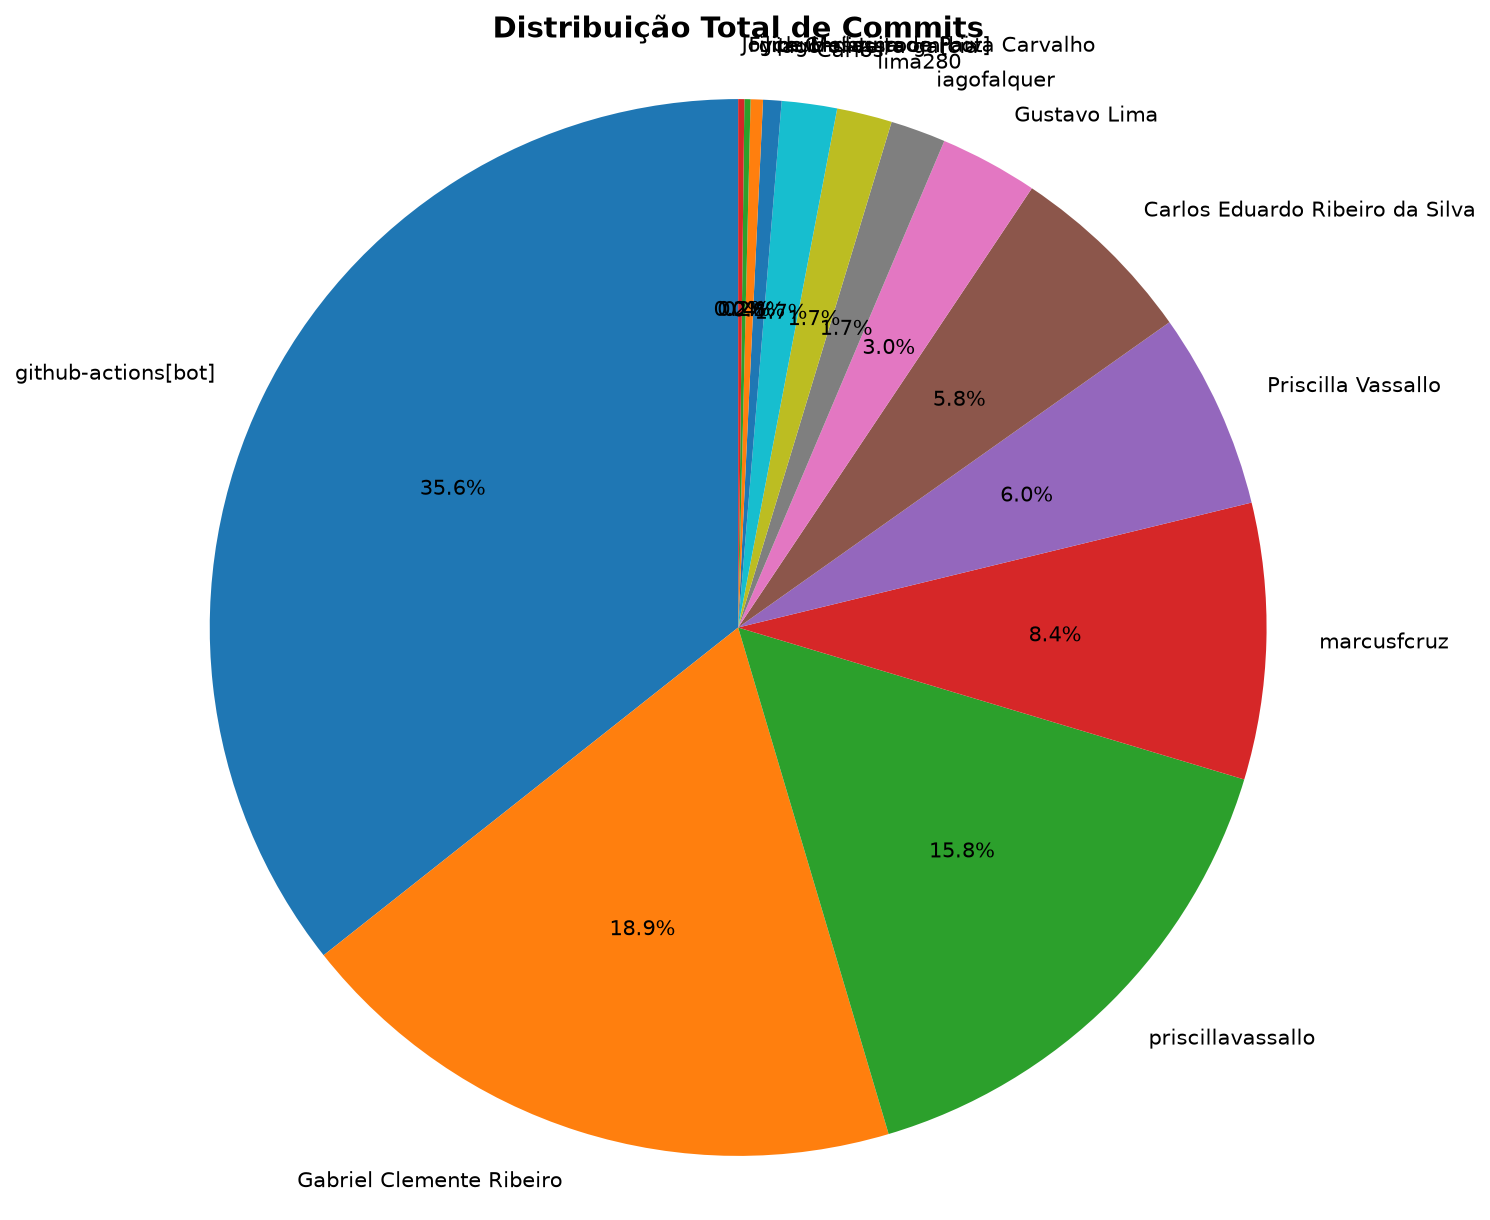 Distribuição Total de Commits
Carvalho
lima280
iagofalquer
Gustavo Lima
Carlos Eduardo Ribeiro da Silva
1.7%
1.7%
1.7%
3.0%
github-actions[bot]
Priscilla Vassallo
5.8%
35.6%
6.0%
8.4%
marcusfcruz
15.8%
18.9%
priscillavassallo
Gabriel Clemente Ribeiro